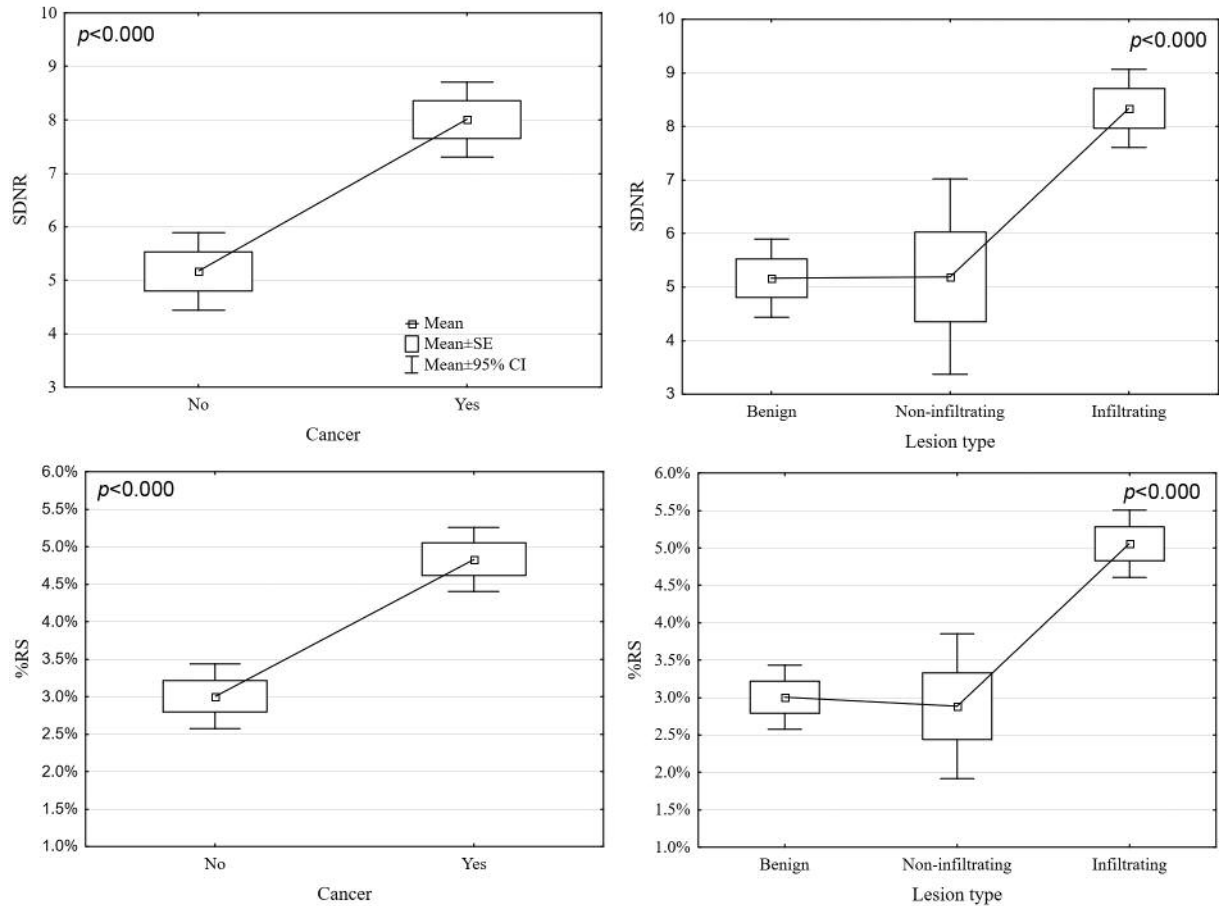 p<0.000
SDNR
10
9
8
7
6
5
4
3
Mean
Mean±SE
Mean±95% CI
No
Yes
Cancer
p<0.000
SDNR
10
9
8
7
6
5
4
3
Benign
Non-infiltrating
Infiltrating
Lesion type
p<0.000
%RS
6.0%
5.5%
5.0%
4.5%
4.0%
3.5%
3.0%
2.5%
2.0%
1.5%
1.0%
No
Yes
Cancer
p<0.000
%RS
6.0%
5.5%
5.0%
4.5%
4.0%
3.5%
3.0%
2.5%
2.0%
1.5%
1.0%
Benign
Non-infiltrating
Infiltrating
Lesion type